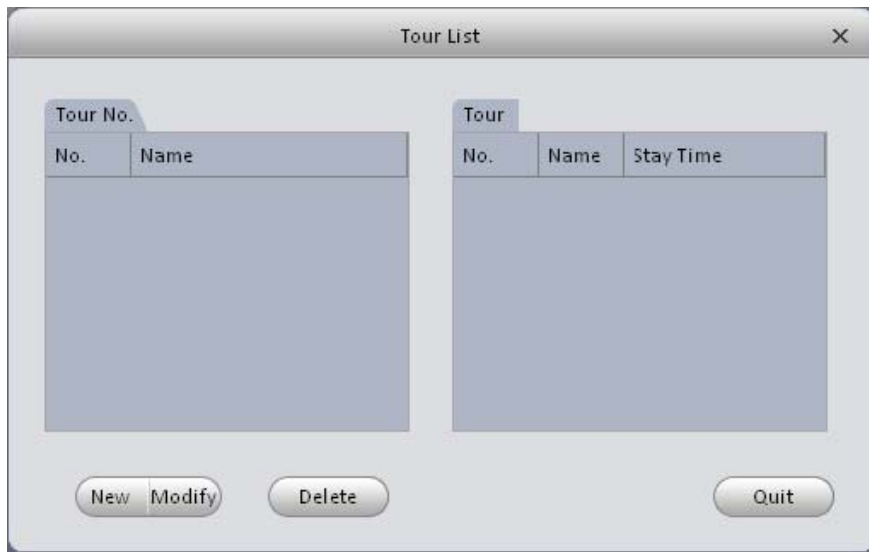 Tour List
Tour No.
No. Name
Tour
No. Name Stay Time
New Modify Delete Quit